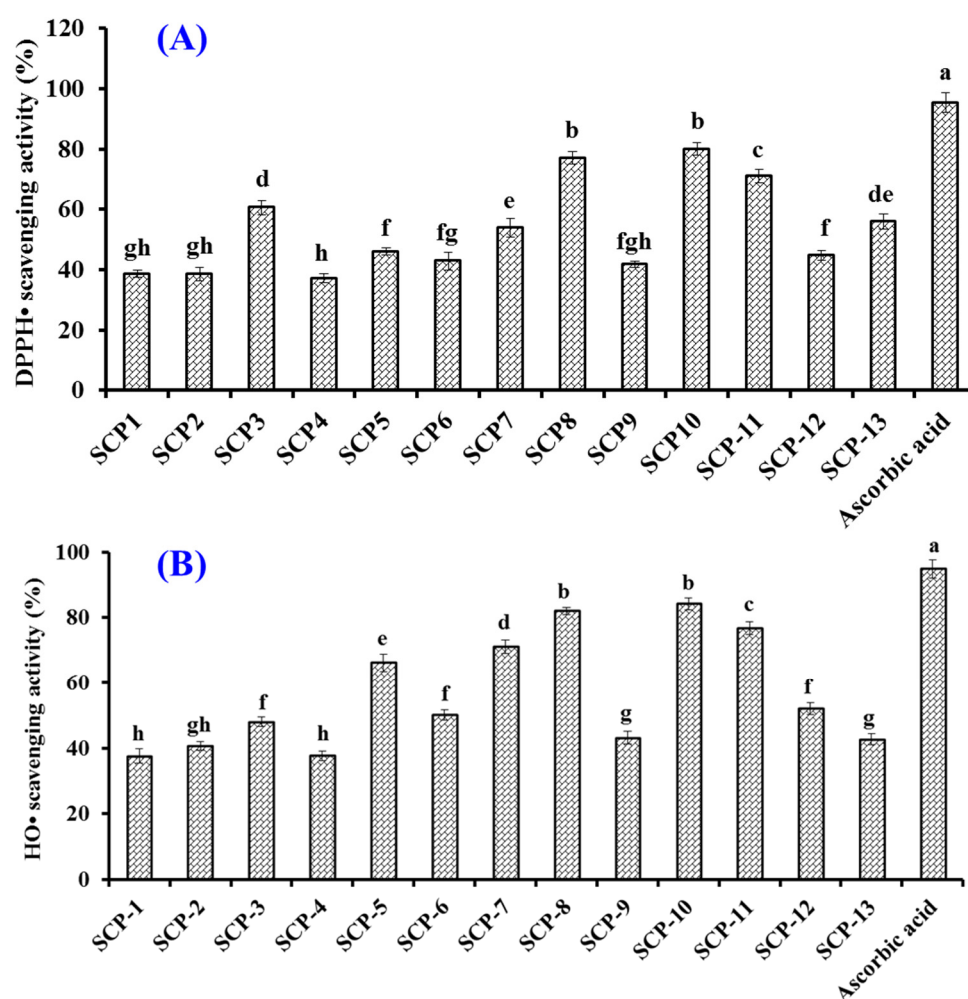 (A)
DPPH• scavenging activity (%)
120
100
80
60
40
20
0
gh
gh
d
h
f
fg
e
b
fgh
b
c
f
de
a
SCP1
SCP2
SCP3
SCP4
SCP5
SCP6
SCP7
SCP8
SCP9
SCP10
SCP-11
SCP-12
SCP-13
Ascorbic acid
(B)
HO• scavenging activity (%)
100
80
60
40
20
0
h
gh
f
h
e
f
d
b
g
b
c
f
g
a
SCP-1
SCP-2
SCP-3
SCP-4
SCP-5
SCP-6
SCP-7
SCP-8
SCP-9
SCP-10
SCP-11
SCP-12
SCP-13
Ascorbic acid